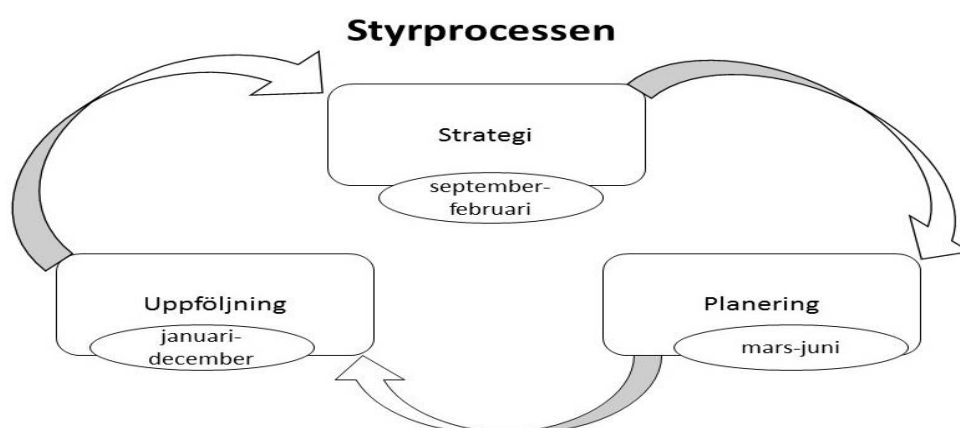 Styrprocessen
Strategi
september-
februari
Uppföljning
januari-
december
Planering
mars-juni